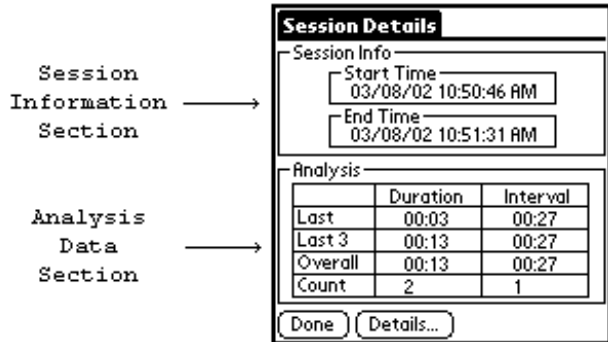 Session Details
Session Info
Start Time
03/08/02 10:50:46 AM
End Time
03/08/02 10:51:31 AM
Session
Information
Section
Analysis
Duration Interval
Last 00:03 00:27
Last 3 00:13 00:27
Overall 00:13 00:27
Count 2 1
Analysis
Data
Section
Done Details...